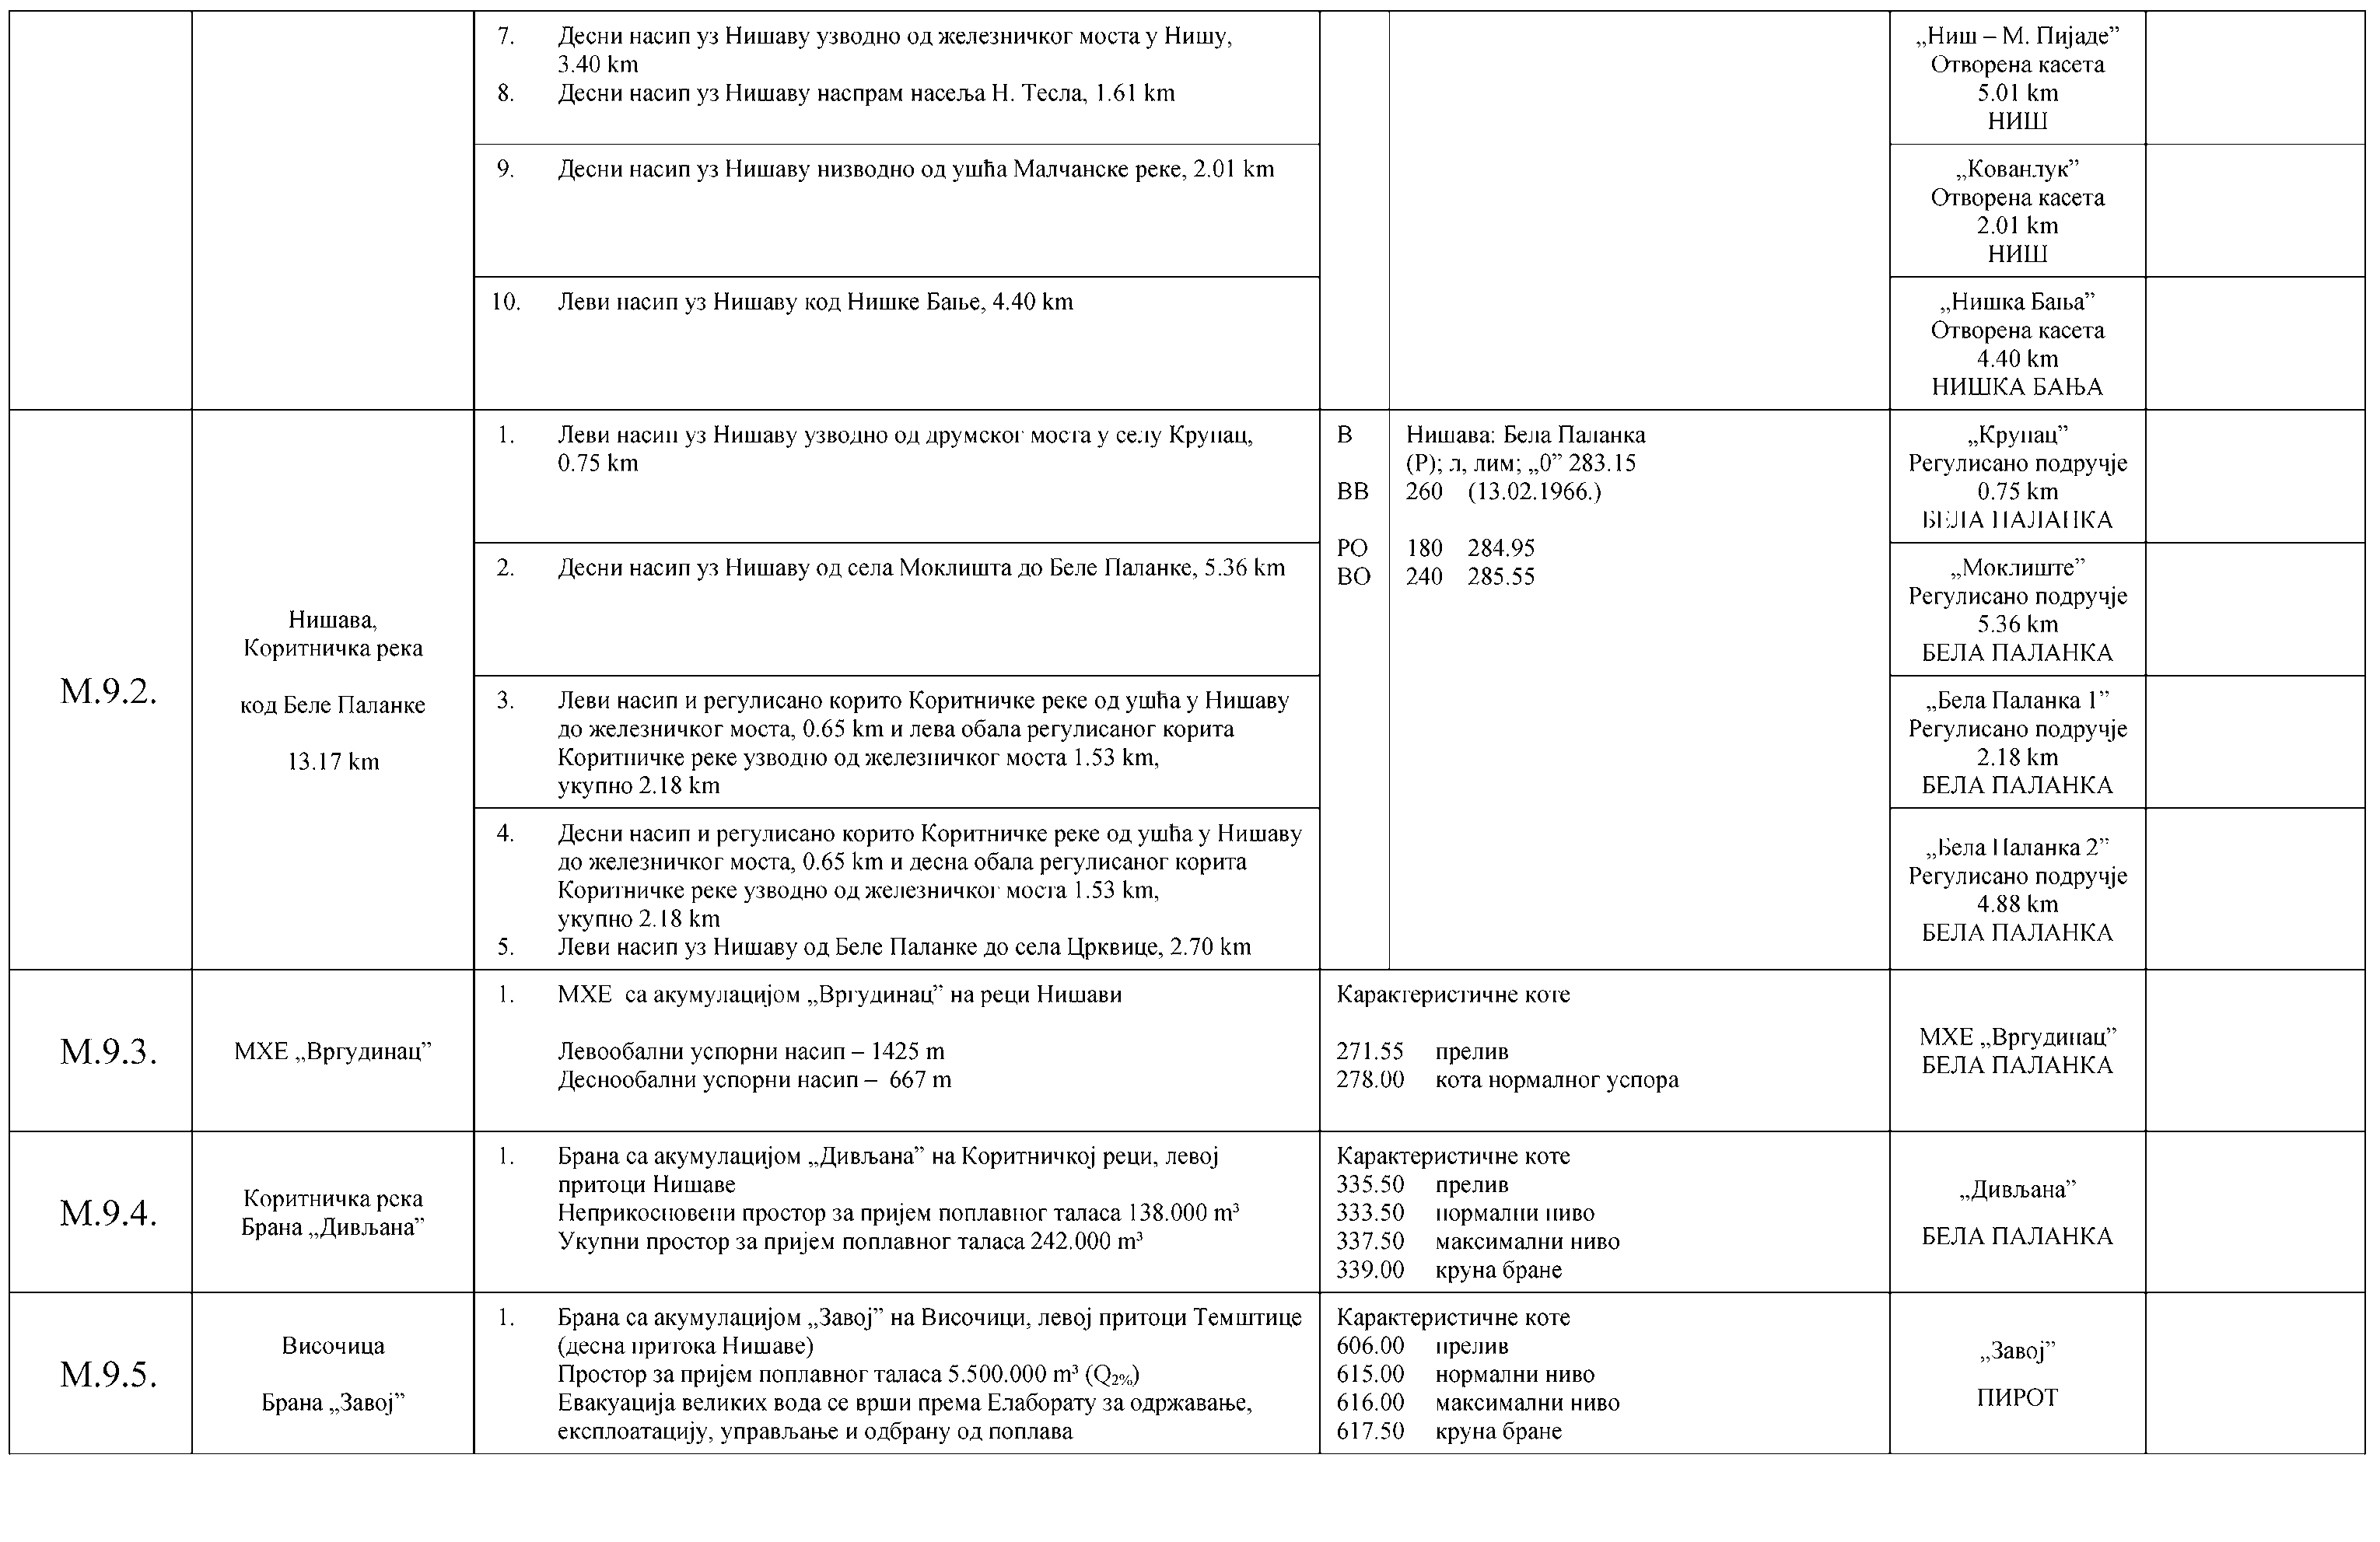 7. Десни насип уз Нишаву узводно од железничког моста у Нишу,
3.40 km
8. Десни насип уз Нишаву наспрам насеља Н. Тесла, 1.61 km
„Ниш – М. Пијаде”
Отворена касета
5.01 km
НИШ
9. Десни насип уз Нишаву низводно од ушћа Малчанске реке, 2.01 km
„Кованлук”
Отворена касета
2.01 km
НИШ
10. Леви насип уз Нишаву код Нишке Бање, 4.40 km
„Нишка Бања”
Отворена касета
4.40 km
НИШКА БАЊА
М.9.2.
Нишава,
Коритничка река
код Беле Паланке
13.17 km
1. Леви насип уз Нишаву узводно од друмског моста у селу Крупац,
0.75 km
В Нишава: Бела Паланка
(Р); л, лим; „0” 283.15
ВВ 260 (13.02.1966.)
РО 180 284.95
ВО 240 285.55
„Крупац”
Регулисано подручје
0.75 km
БЕЛА ПАЛАНКА
2. Десни насип уз Нишаву од села Моклишта до Беле Паланке, 5.36 km
„Моклиште”
Регулисано подручје
5.36 km
БЕЛА ПАЛАНКА
3. Леви насип и регулисано корито Коритничке реке од ушћа у Нишаву
до железничког моста, 0.65 km и лева обала регулисаног корита
Коритничке реке узводно од железничког моста 1.53 km,
укупно 2.18 km
„Бела Паланка 1”
Регулисано подручје
2.18 km
БЕЛА ПАЛАНКА
4. Десни насип и регулисано корито Коритничке реке од ушћа у Нишаву
до железничког моста, 0.65 km и десна обала регулисаног корита
Коритничке реке узводно од железничког моста 1.53 km,
укупно 2.18 km
5. Леви насип уз Нишаву од Беле Паланке до села Црквице, 2.70 km
„Бела Паланка 2”
Регулисано подручје
4.88 km
БЕЛА ПАЛАНКА
М.9.3.
МХЕ „Вргудинац”
1. МХЕ са акумулацијом „Вргудинац” на реци Нишави
Левообални успорни насип – 1425 m
Деснообални успорни насип – 667 m
Карактеристичне коте
271.55 прелив
278.00 кота нормалног успора
МХЕ „Вргудинац”
БЕЛА ПАЛАНКА
М.9.4.
Коритничка река
Брана „Дивљана”
1. Брана са акумулацијом „Дивљана” на Коритничкој реци, левој
притоци Нишаве
Неприкосновени простор за пријем поплавног таласа 138.000 m³
Укупни простор за пријем поплавног таласа 242.000 m³
Карактеристичне коте
335.50 прелив
333.50 нормални ниво
337.50 максимални ниво
339.00 круна бране
„Дивљана”
БЕЛА ПАЛАНКА
М.9.5.
Височица
Брана „Завој”
1. Брана са акумулацијом „Завој” на Височици, левој притоци Темштице
(десна притока Нишаве)
Простор за пријем поплавног таласа 5.500.000 m³ (Q₂%)
Евакуација великих вода се врши према Елаборату за одржавање,
експлоатацију, управљање и одбрану од поплава
Карактеристичне коте
606.00 прелив
615.00 нормални ниво
616.00 максимални ниво
617.50 круна бране
„Завој”
ПИРОТ